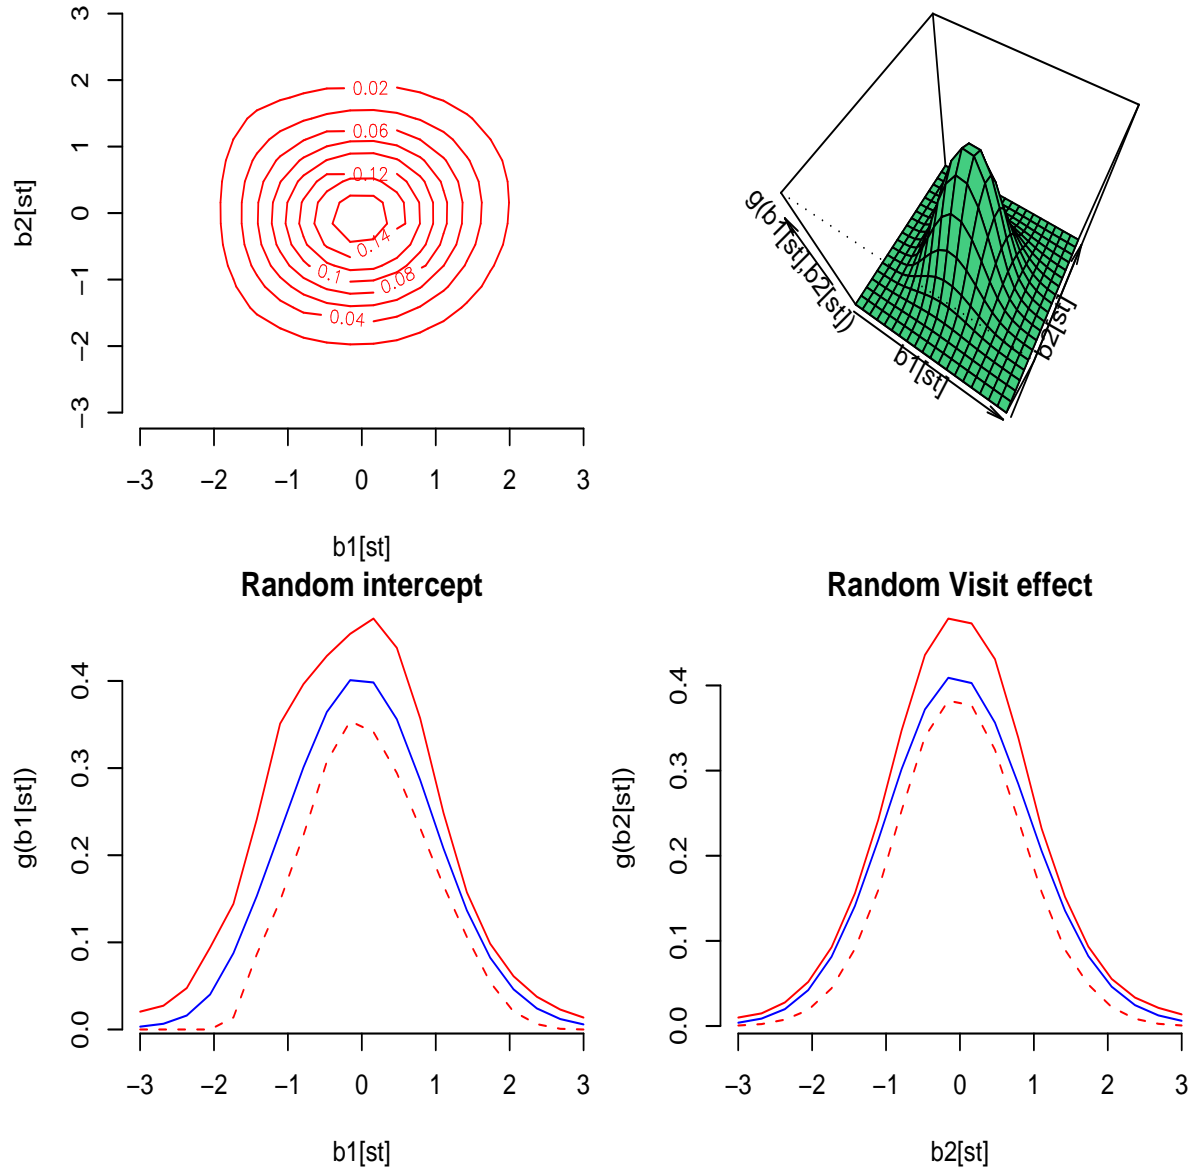 3
2
1
0
−1
−2
−3
b2[st]
0.02
0.06
0.12
0.14
0.1
0.08
0.04
−3 −2 −1 0 1 2 3
b1[st]
g(b1[st],b2[st])
b1[st]
b2[st]
Random intercept
0.4
0.3
0.2
0.1
0.0
g(b1[st])
−3 −2 −1 0 1 2 3
b1[st]
Random Visit effect
0.4
0.3
0.2
0.1
0.0
g(b2[st])
−3 −2 −1 0 1 2 3
b2[st]